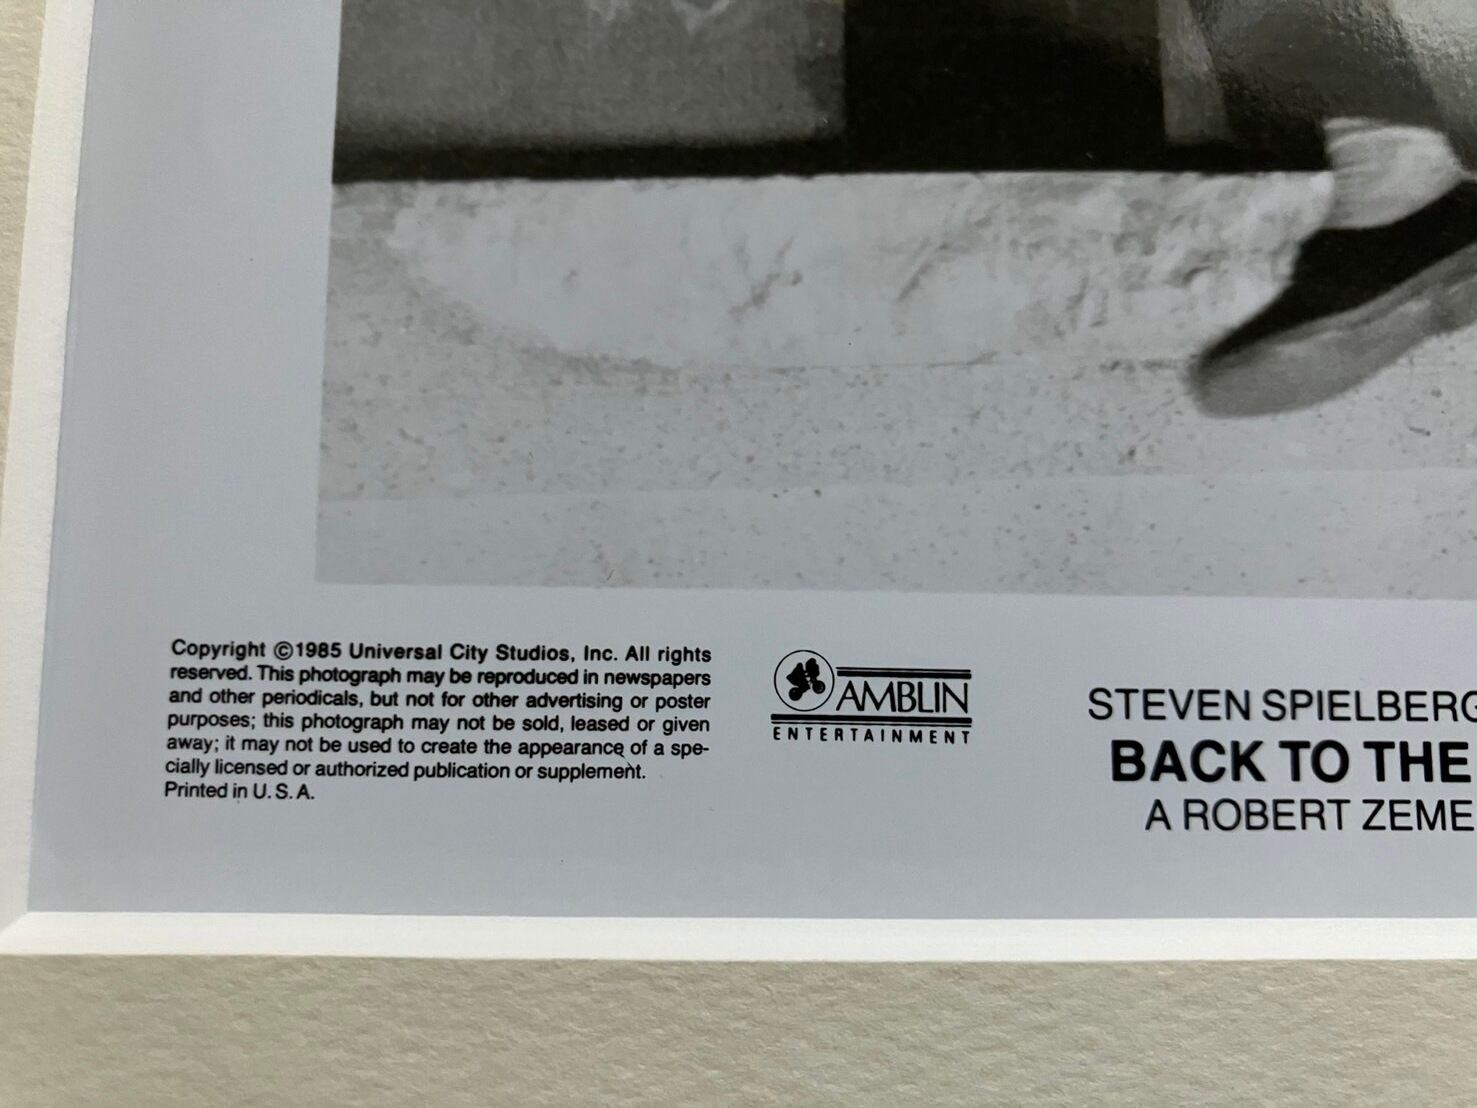 Copyright ©1985 Universal City Studios, Inc. All rights
reserved. This photograph may be reproduced in newspapers
and other periodicals, but not for other advertising or poster
purposes; this photograph may not be sold, leased or given
away; it may not be used to create the appearance of a spe-
cially licensed or authorized publication or supplement.
Printed in U. S. A.
AMBLIN
ENTERTAINMENT
STEVEN SPIELBERG
BACK TO THE
A ROBERT ZEME